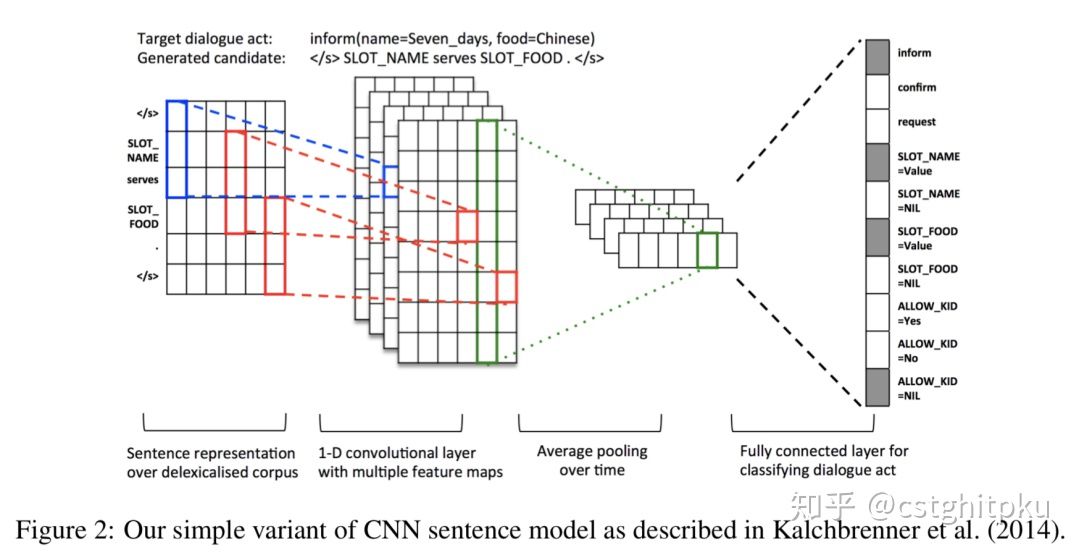 Target dialogue act: inform(name=Seven_days, food=Chinese)
Generated candidate: </s> SLOT_NAME serves SLOT_FOOD . </s>
</s>
SLOT_
NAME
serves
SLOT_
FOOD
.
</s>
inform
confirm
request
SLOT_NAME
=Value
SLOT_NAME
=NIL
SLOT_FOOD
=Value
SLOT_FOOD
=NIL
ALLOW_KID
=Yes
ALLOW_KID
=No
ALLOW_KID
=NIL
Sentence representation
over delexicalised corpus
1-D convolutional layer
with multiple feature maps
Average pooling
over time
Fully connected layer for
classifying dialogue act
知乎 @cstghitpku
Figure 2: Our simple variant of CNN sentence model as described in Kalchbrenner et al. (2014).